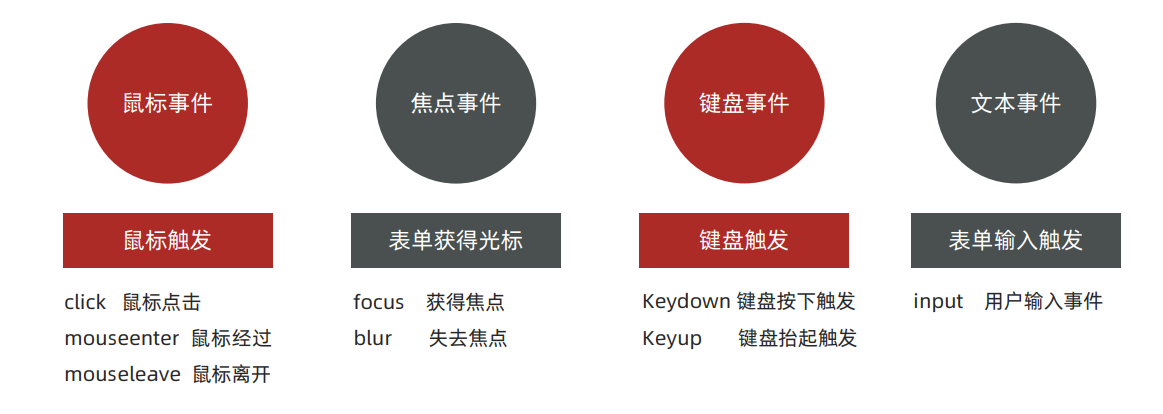 鼠标事件
鼠标触发
click 鼠标点击
mouseenter 鼠标经过
mouseleave 鼠标离开
焦点事件
表单获得光标
focus 获得焦点
blur 失去焦点
键盘事件
键盘触发
Keydown 键盘按下触发
Keyup 键盘抬起触发
文本事件
表单输入触发
input 用户输入事件